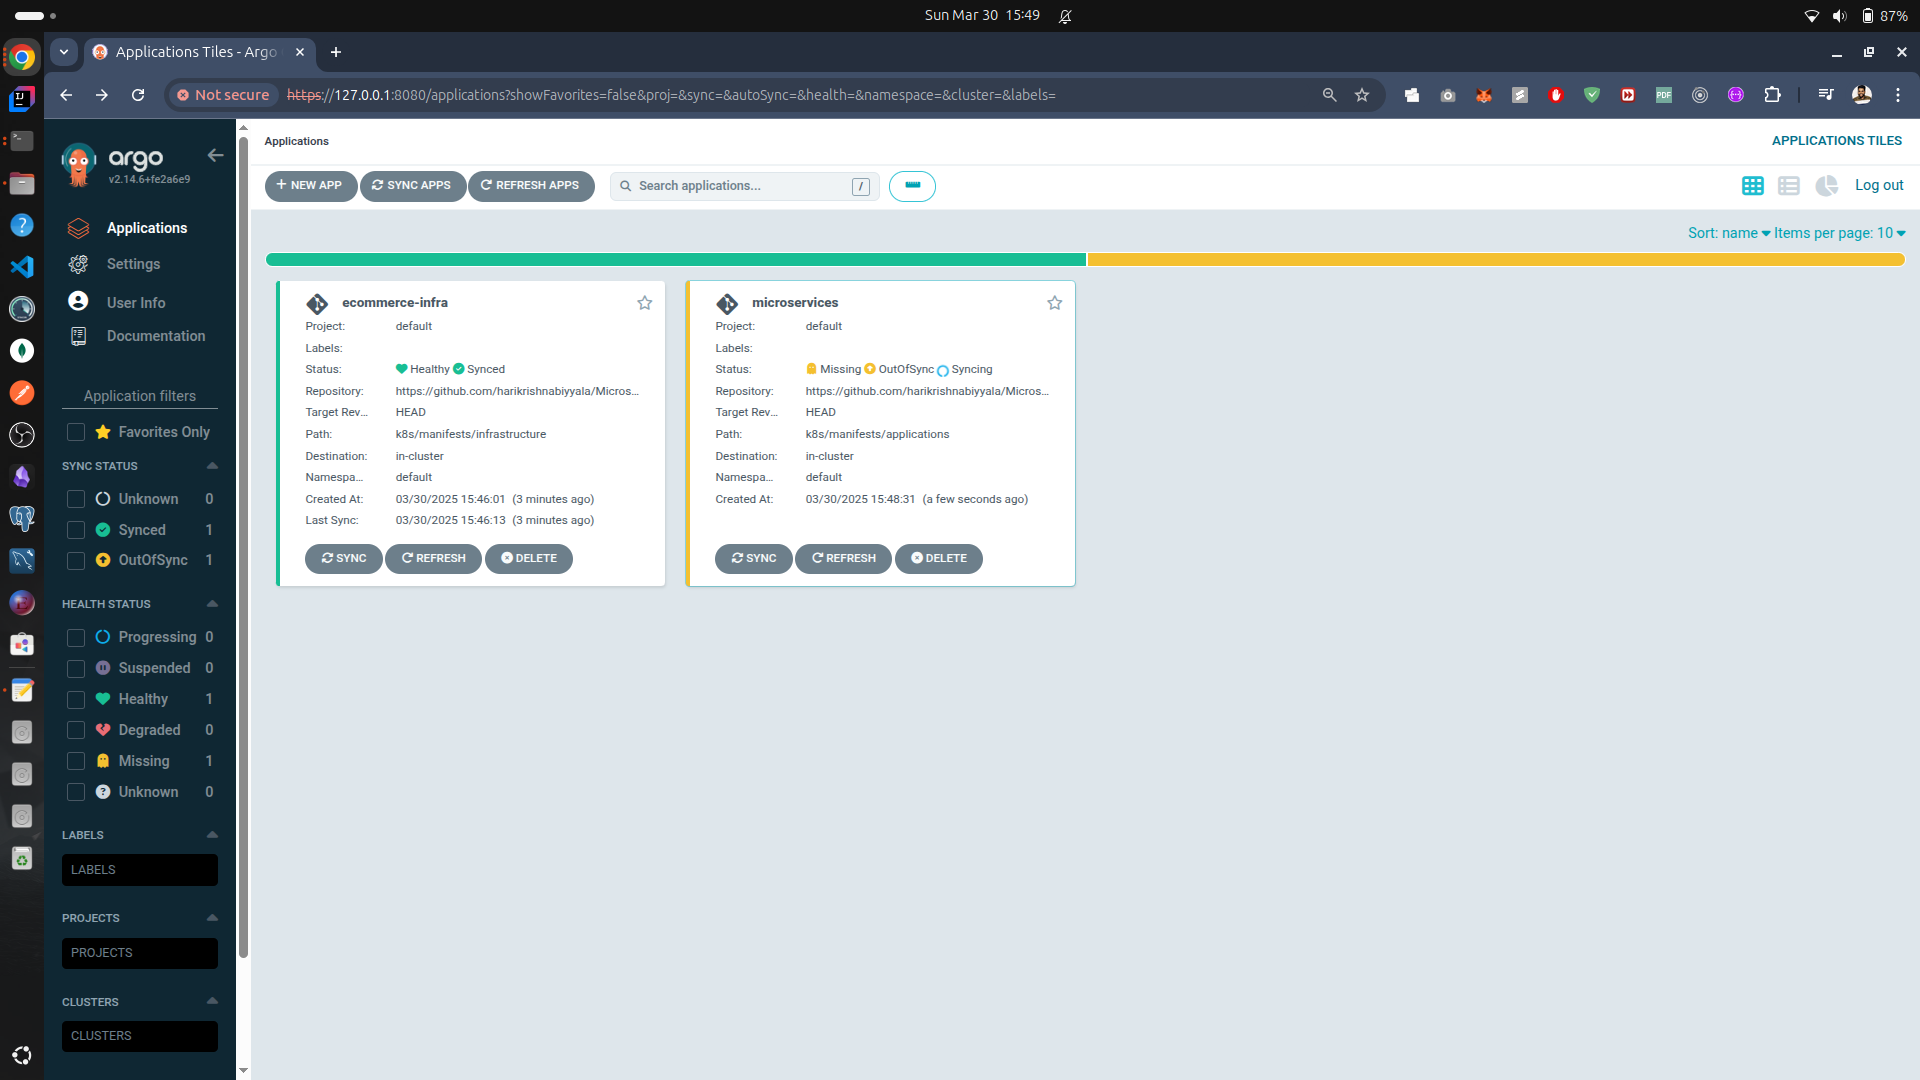 Sun Mar 30 15:49
87%
Applications Tiles - Argo
Not secure
https://127.0.0.1:8080/applications?showFavorites=false&proj=&sync=&autoSync=&health=&namespace=&cluster=&labels=
argo
v2.14.6+fe2a6e9
Applications
Settings
User Info
Documentation
Application filters
Favorites Only
SYNC STATUS
Unknown 0
Synced 1
OutOfSync 1
HEALTH STATUS
Progressing 0
Suspended 0
Healthy 1
Degraded 0
Missing 1
Unknown 0
LABELS
LABELS
PROJECTS
PROJECTS
CLUSTERS
CLUSTERS
Applications
APPLICATIONS TILES
+ NEW APP
SYNC APPS
REFRESH APPS
Search applications... /
Log out
Sort: name Items per page: 10
ecommerce-infra
Project: default
Labels:
Status: Healthy Synced
Repository: https://github.com/harikrishnabiyyala/Micros...
Target Rev... HEAD
Path: k8s/manifests/infrastructure
Destination: in-cluster
Namespa... default
Created At: 03/30/2025 15:46:01 (3 minutes ago)
Last Sync: 03/30/2025 15:46:13 (3 minutes ago)
SYNC REFRESH DELETE
microservices
Project: default
Labels:
Status: Missing OutOfSync Syncing
Repository: https://github.com/harikrishnabiyyala/Micros...
Target Rev... HEAD
Path: k8s/manifests/applications
Destination: in-cluster
Namespa... default
Created At: 03/30/2025 15:48:31 (a few seconds ago)
SYNC REFRESH DELETE